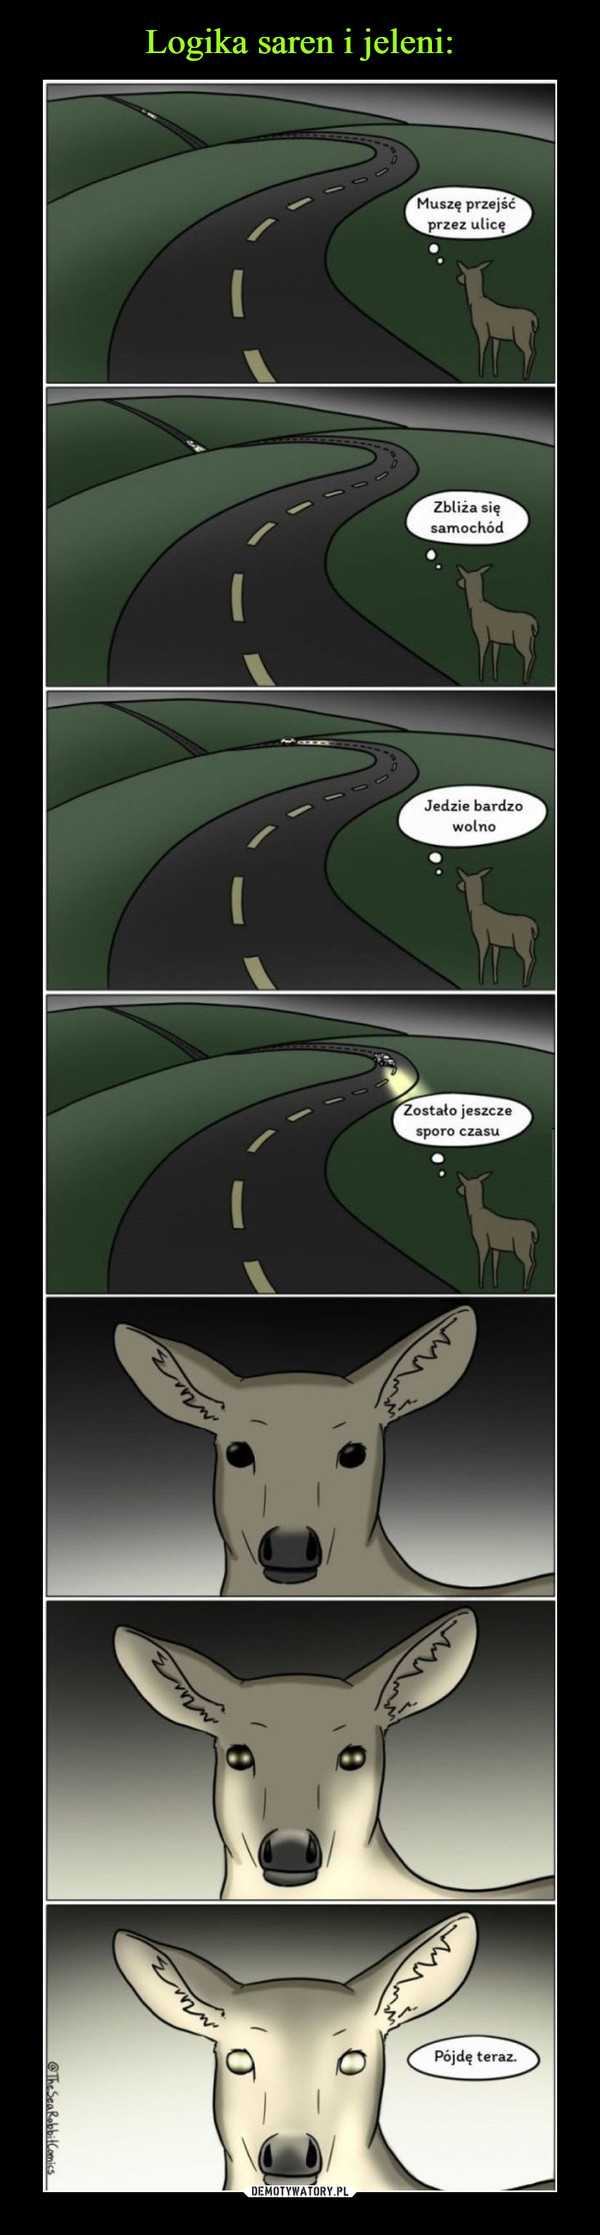 Logika saren i jeleni:
Muszę przejść
przez ulicę
Zbliża się
samochód
Jedzie bardzo
wolno
Zostało jeszcze
sporo czasu
Pójdę teraz.
@TheSeaRabbitComics
DEMOTYWATORY.PL